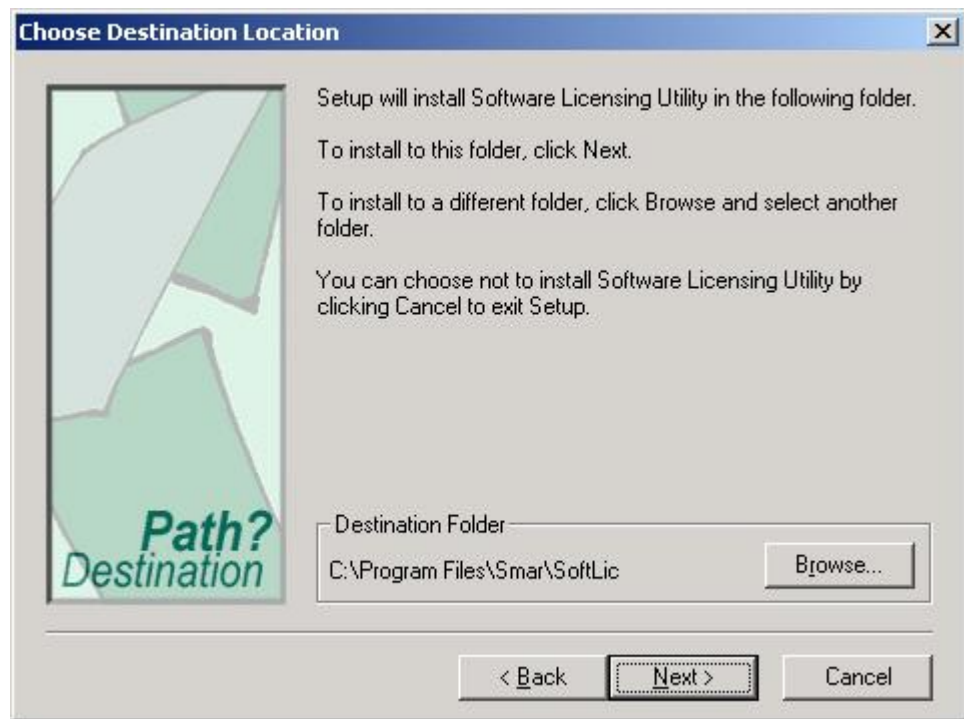 Choose Destination Location
Setup will install Software Licensing Utility in the following folder.
To install to this folder, click Next.
To install to a different folder, click Browse and select another
folder.
You can choose not to install Software Licensing Utility by
clicking Cancel to exit Setup.
Path?
Destination
Destination Folder
C:\Program Files\Smar\SoftLic
Browse...
< Back
Next >
Cancel